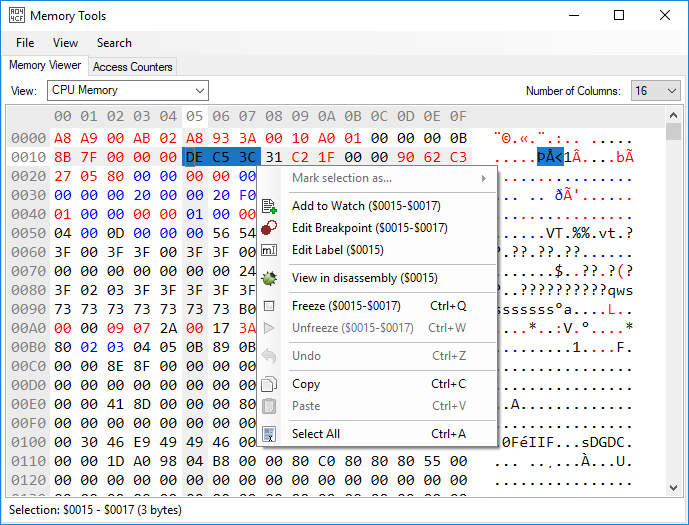 Memory Tools
File View Search
Memory Viewer Access Counters
View: CPU Memory Number of Columns: 16
00 01 02 03 04 05 06 07 08 09 0A 0B 0C 0D 0E 0F
0000 A8 A9 00 AB 02 A8 93 3A 00 10 A0 01 00 00 00 0B ¨©.«.¨.:.. .....
0010 8B 7F 00 00 00 DE C5 3C 31 C2 1F 00 00 90 62 C3 .....ÞÅ<1Â....bÃ
0020 27 05 80 00 00 00 00 00
Mark selection as...
0030 00 00 00 20 00 00 20 F0 ... .. ðÃ'......
Add to Watch ($0015-$0017)
0040 01 00 00 00 00 01 00 00 ................
Edit Breakpoint ($0015-$0017)
0050 04 00 0D 00 00 00 56 54 ......VT.%%.vt.?
Edit Label ($0015)
0060 3F 00 3F 3F 00 3F 3F 00 ?.??.??.??......
0070 00 00 00 00 00 00 00 24 .......$..??.?(?
View in disassembly ($0015)
0080 3F 02 03 3F 3F 3F 3F 3F ?..??????????qws
0090 73 73 73 73 73 73 73 B0 sssssss°a....L..
Freeze ($0015-$0017) Ctrl+Q
00A0 00 00 09 07 2A 00 17 3A ....*..:V.°.....
Unfreeze ($0015-$0017) Ctrl+W
00B0 80 02 03 04 05 0B 89 0B .........1....F.
Undo Ctrl+Z
00C0 00 00 8E 8F 00 00 00 00 ................
00D0 00 00 00 00 00 00 00 00 ................
Copy Ctrl+C
00E0 00 00 41 8D 00 00 00 80 ..A.............
Paste Ctrl+V
00F0 00 00 00 00 00 00 00 00 ................
Select All Ctrl+A
0100 00 30 46 E9 49 49 46 00 .0FéIIF...sDGDC.
0110 00 00 1D A0 98 04 B8 00 00 80 C0 80 80 80 55 00 ... ..¸...À...U.
Selection: $0015 - $0017 (3 bytes)